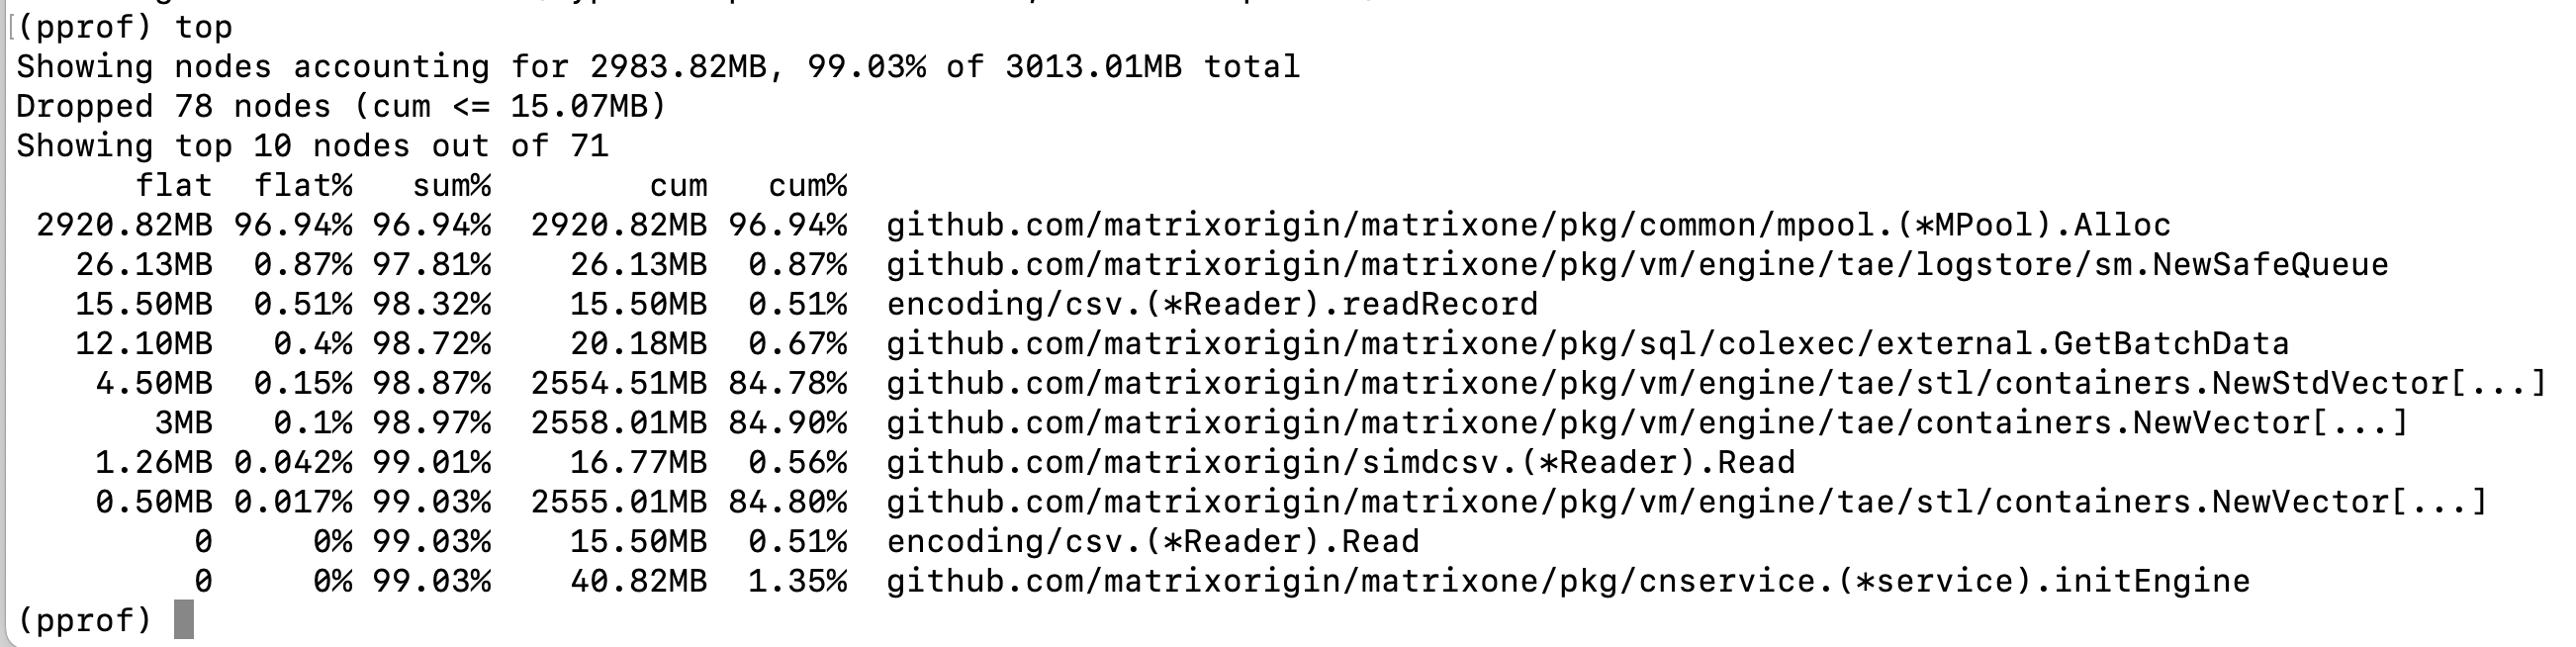 (pprof) top
Showing nodes accounting for 2983.82MB, 99.03% of 3013.01MB total
Dropped 78 nodes (cum <= 15.07MB)
Showing top 10 nodes out of 71
      flat  flat%   sum%        cum   cum%
 2920.82MB 96.94% 96.94%  2920.82MB 96.94%  github.com/matrixorigin/matrixone/pkg/common/mpool.(*MPool).Alloc
   26.13MB  0.87% 97.81%    26.13MB  0.87%  github.com/matrixorigin/matrixone/pkg/vm/engine/tae/logstore/sm.NewSafeQueue
   15.50MB  0.51% 98.32%    15.50MB  0.51%  encoding/csv.(*Reader).readRecord
   12.10MB   0.4% 98.72%    20.18MB  0.67%  github.com/matrixorigin/matrixone/pkg/sql/colexec/external.GetBatchData
    4.50MB  0.15% 98.87%  2554.51MB 84.78%  github.com/matrixorigin/matrixone/pkg/vm/engine/tae/stl/containers.NewStdVector[...]
       3MB   0.1% 98.97%  2558.01MB 84.90%  github.com/matrixorigin/matrixone/pkg/vm/engine/tae/containers.NewVector[...]
    1.26MB 0.042% 99.01%    16.77MB  0.56%  github.com/matrixorigin/simdcsv.(*Reader).Read
    0.50MB 0.017% 99.03%  2555.01MB 84.80%  github.com/matrixorigin/matrixone/pkg/vm/engine/tae/stl/containers.NewVector[...]
         0     0% 99.03%    15.50MB  0.51%  encoding/csv.(*Reader).Read
         0     0% 99.03%    40.82MB  1.35%  github.com/matrixorigin/matrixone/pkg/cnservice.(*service).initEngine
(pprof)